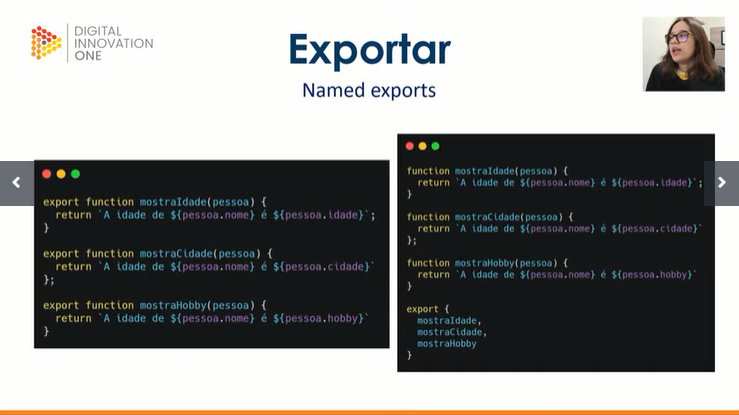 DIGITAL
INNOVATION
ONE
Exportar
Named exports
export function mostraIdade(pessoa) {
return `A idade de ${pessoa.nome} é ${pessoa.idade}`;
}
export function mostraCidade(pessoa) {
return `A idade de ${pessoa.nome} é ${pessoa.cidade}`
};
export function mostraHobby(pessoa) {
return `A idade de ${pessoa.nome} é ${pessoa.hobby}`
}
function mostraIdade(pessoa) {
return `A idade de ${pessoa.nome} é ${pessoa.idade}`;
}
function mostraCidade(pessoa) {
return `A idade de ${pessoa.nome} é ${pessoa.cidade}`
};
function mostraHobby(pessoa) {
return `A idade de ${pessoa.nome} é ${pessoa.hobby}`
}
export {
mostraIdade,
mostraCidade,
mostraHobby
}